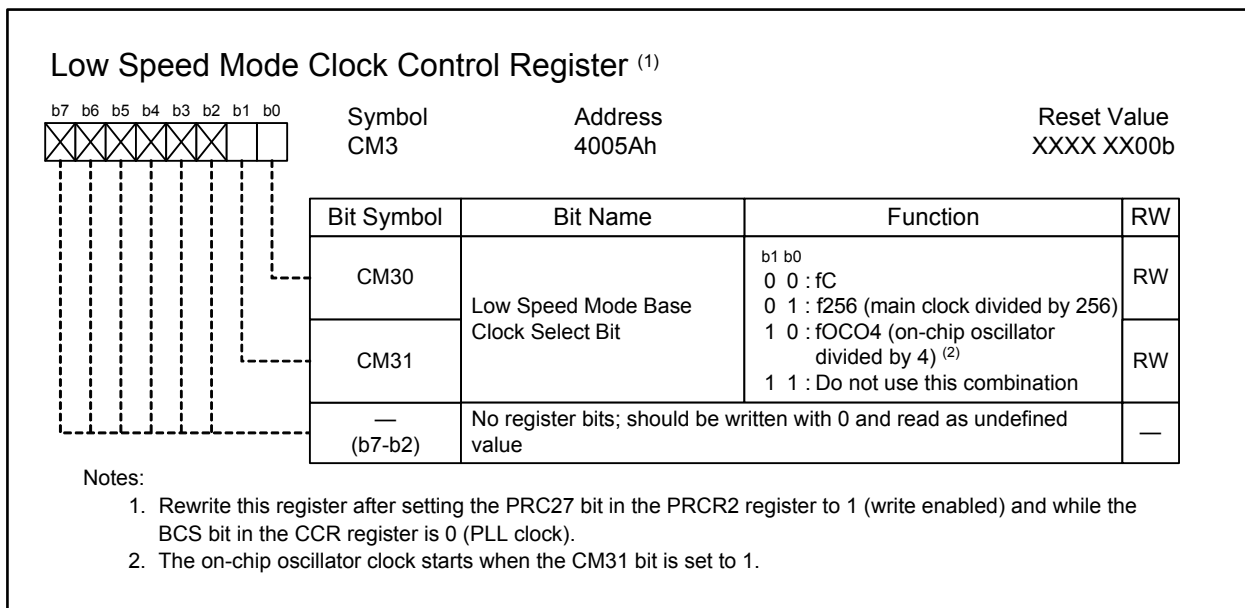 Low Speed Mode Clock Control Register (1)
b7 b6 b5 b4 b3 b2 b1 b0
Symbol Address Reset Value
CM3 4005Ah XXXX XX00b
Bit Symbol Bit Name Function RW
CM30
CM31
Low Speed Mode Base
Clock Select Bit
b1 b0
0 0 : fC
0 1 : f256 (main clock divided by 256)
1 0 : fOCO4 (on-chip oscillator
divided by 4) (2)
1 1 : Do not use this combination
RW
RW
—
(b7-b2)
No register bits; should be written with 0 and read as undefined
value
—
Notes:
1. Rewrite this register after setting the PRC27 bit in the PRCR2 register to 1 (write enabled) and while the
BCS bit in the CCR register is 0 (PLL clock).
2. The on-chip oscillator clock starts when the CM31 bit is set to 1.